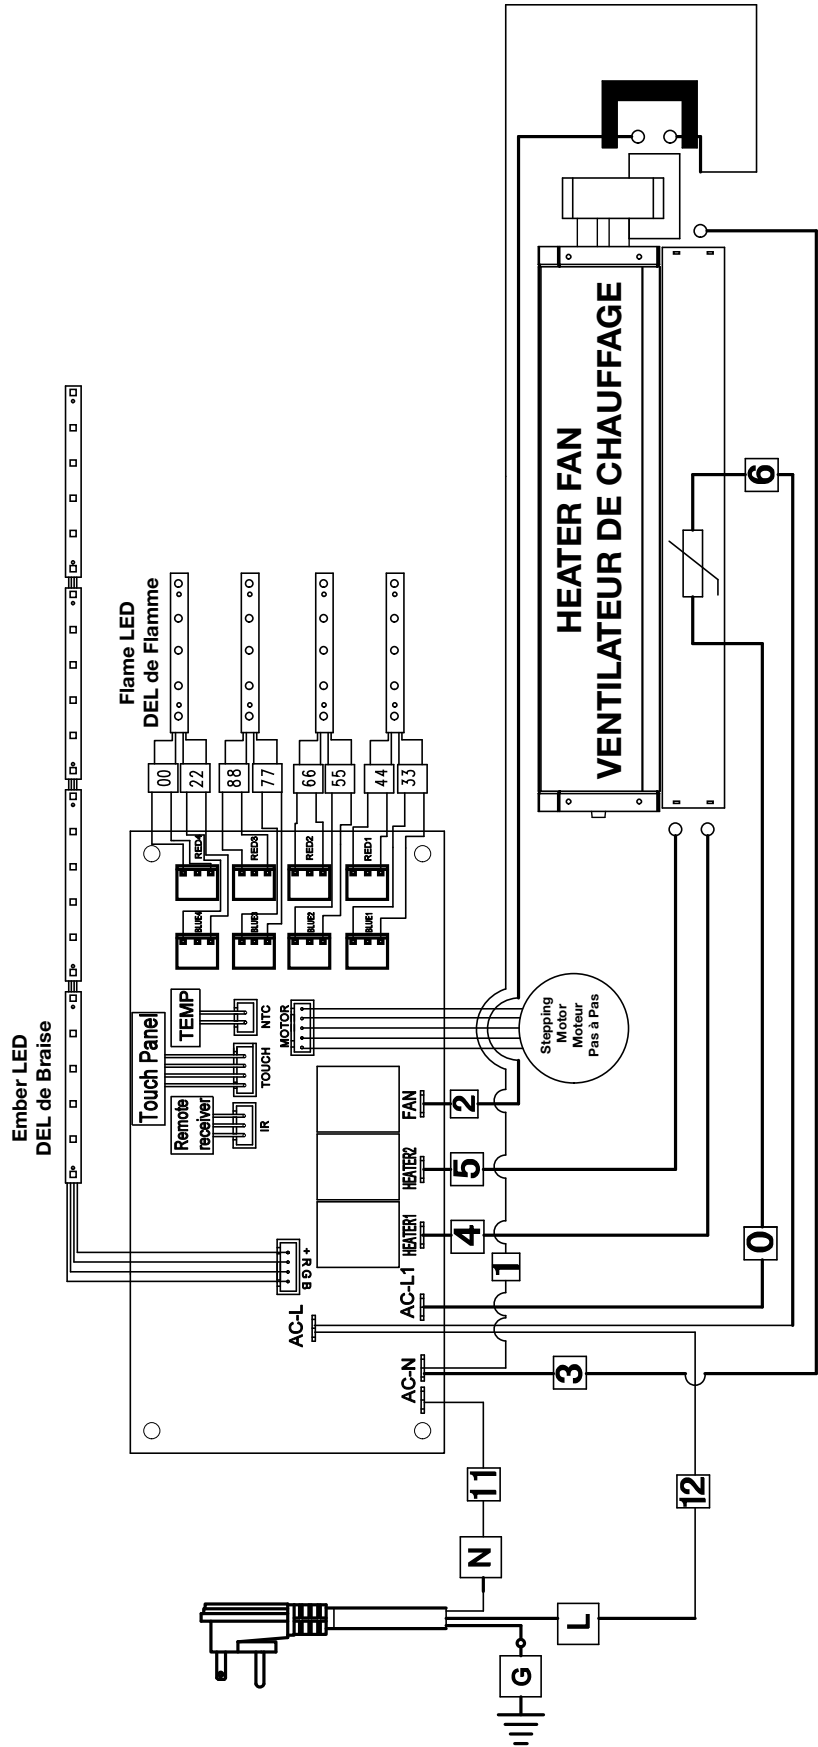 Ember LED
DEL de Braise
Flame LED
DEL de Flamme
00
22
88
77
66
55
44
33
RED4
RED3
RED2
RED1
BLUE4
BLUE3
BLUE2
BLUE1
Touch Panel
TEMP
Remote
receiver
NTC
TOUCH
IR
MOTOR
Stepping
Motor
Moteur
Pas à Pas
HEATER FAN
VENTILATEUR DE CHAUFFAGE
FAN
HEATER2
HEATER1
+ R G B
AC-L
AC-L1
AC-N
2
5
4
1
6
0
3
11
12
N
L
G